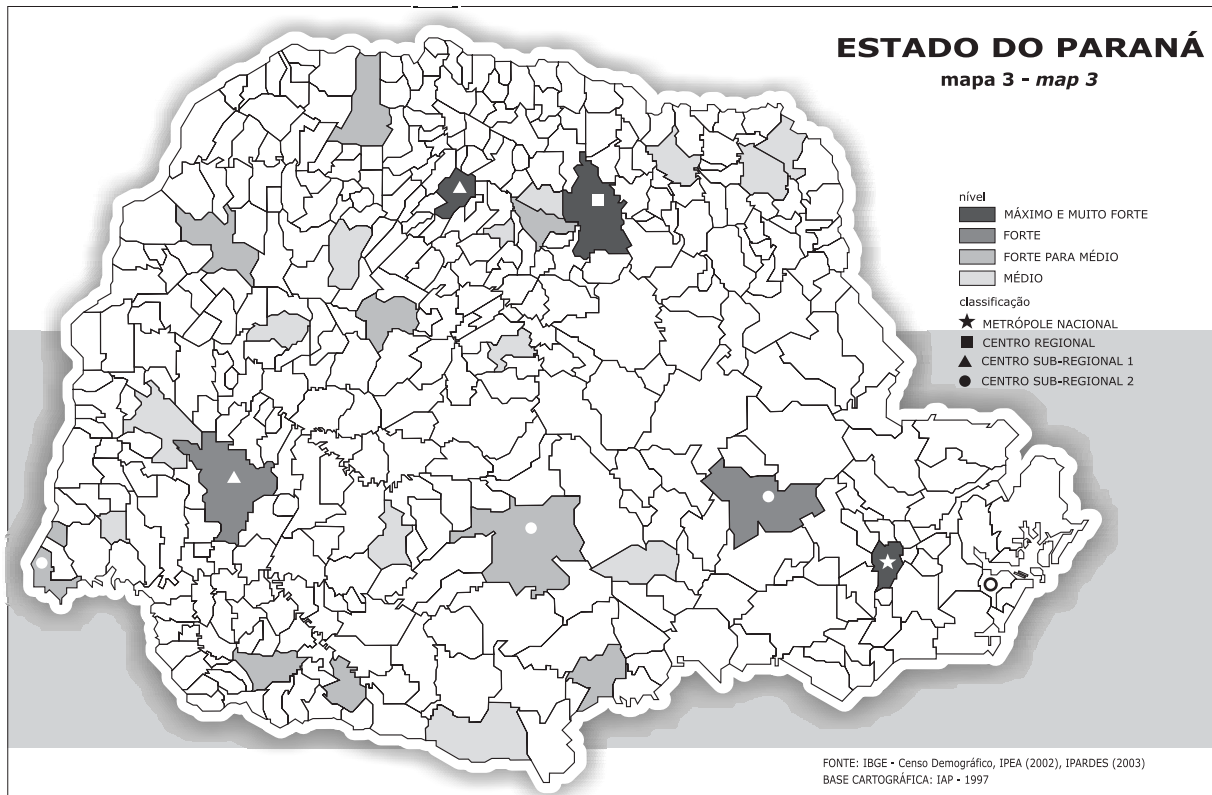 ESTADO DO PARANÁ
mapa 3 - map 3
nível
MÁXIMO E MUITO FORTE
FORTE
FORTE PARA MÉDIO
MÉDIO
classificação
METRÓPOLE NACIONAL
CENTRO REGIONAL
CENTRO SUB-REGIONAL 1
CENTRO SUB-REGIONAL 2
FONTE: IBGE - Censo Demográfico, IPEA (2002), IPARDES (2003)
BASE CARTOGRÁFICA: IAP - 1997